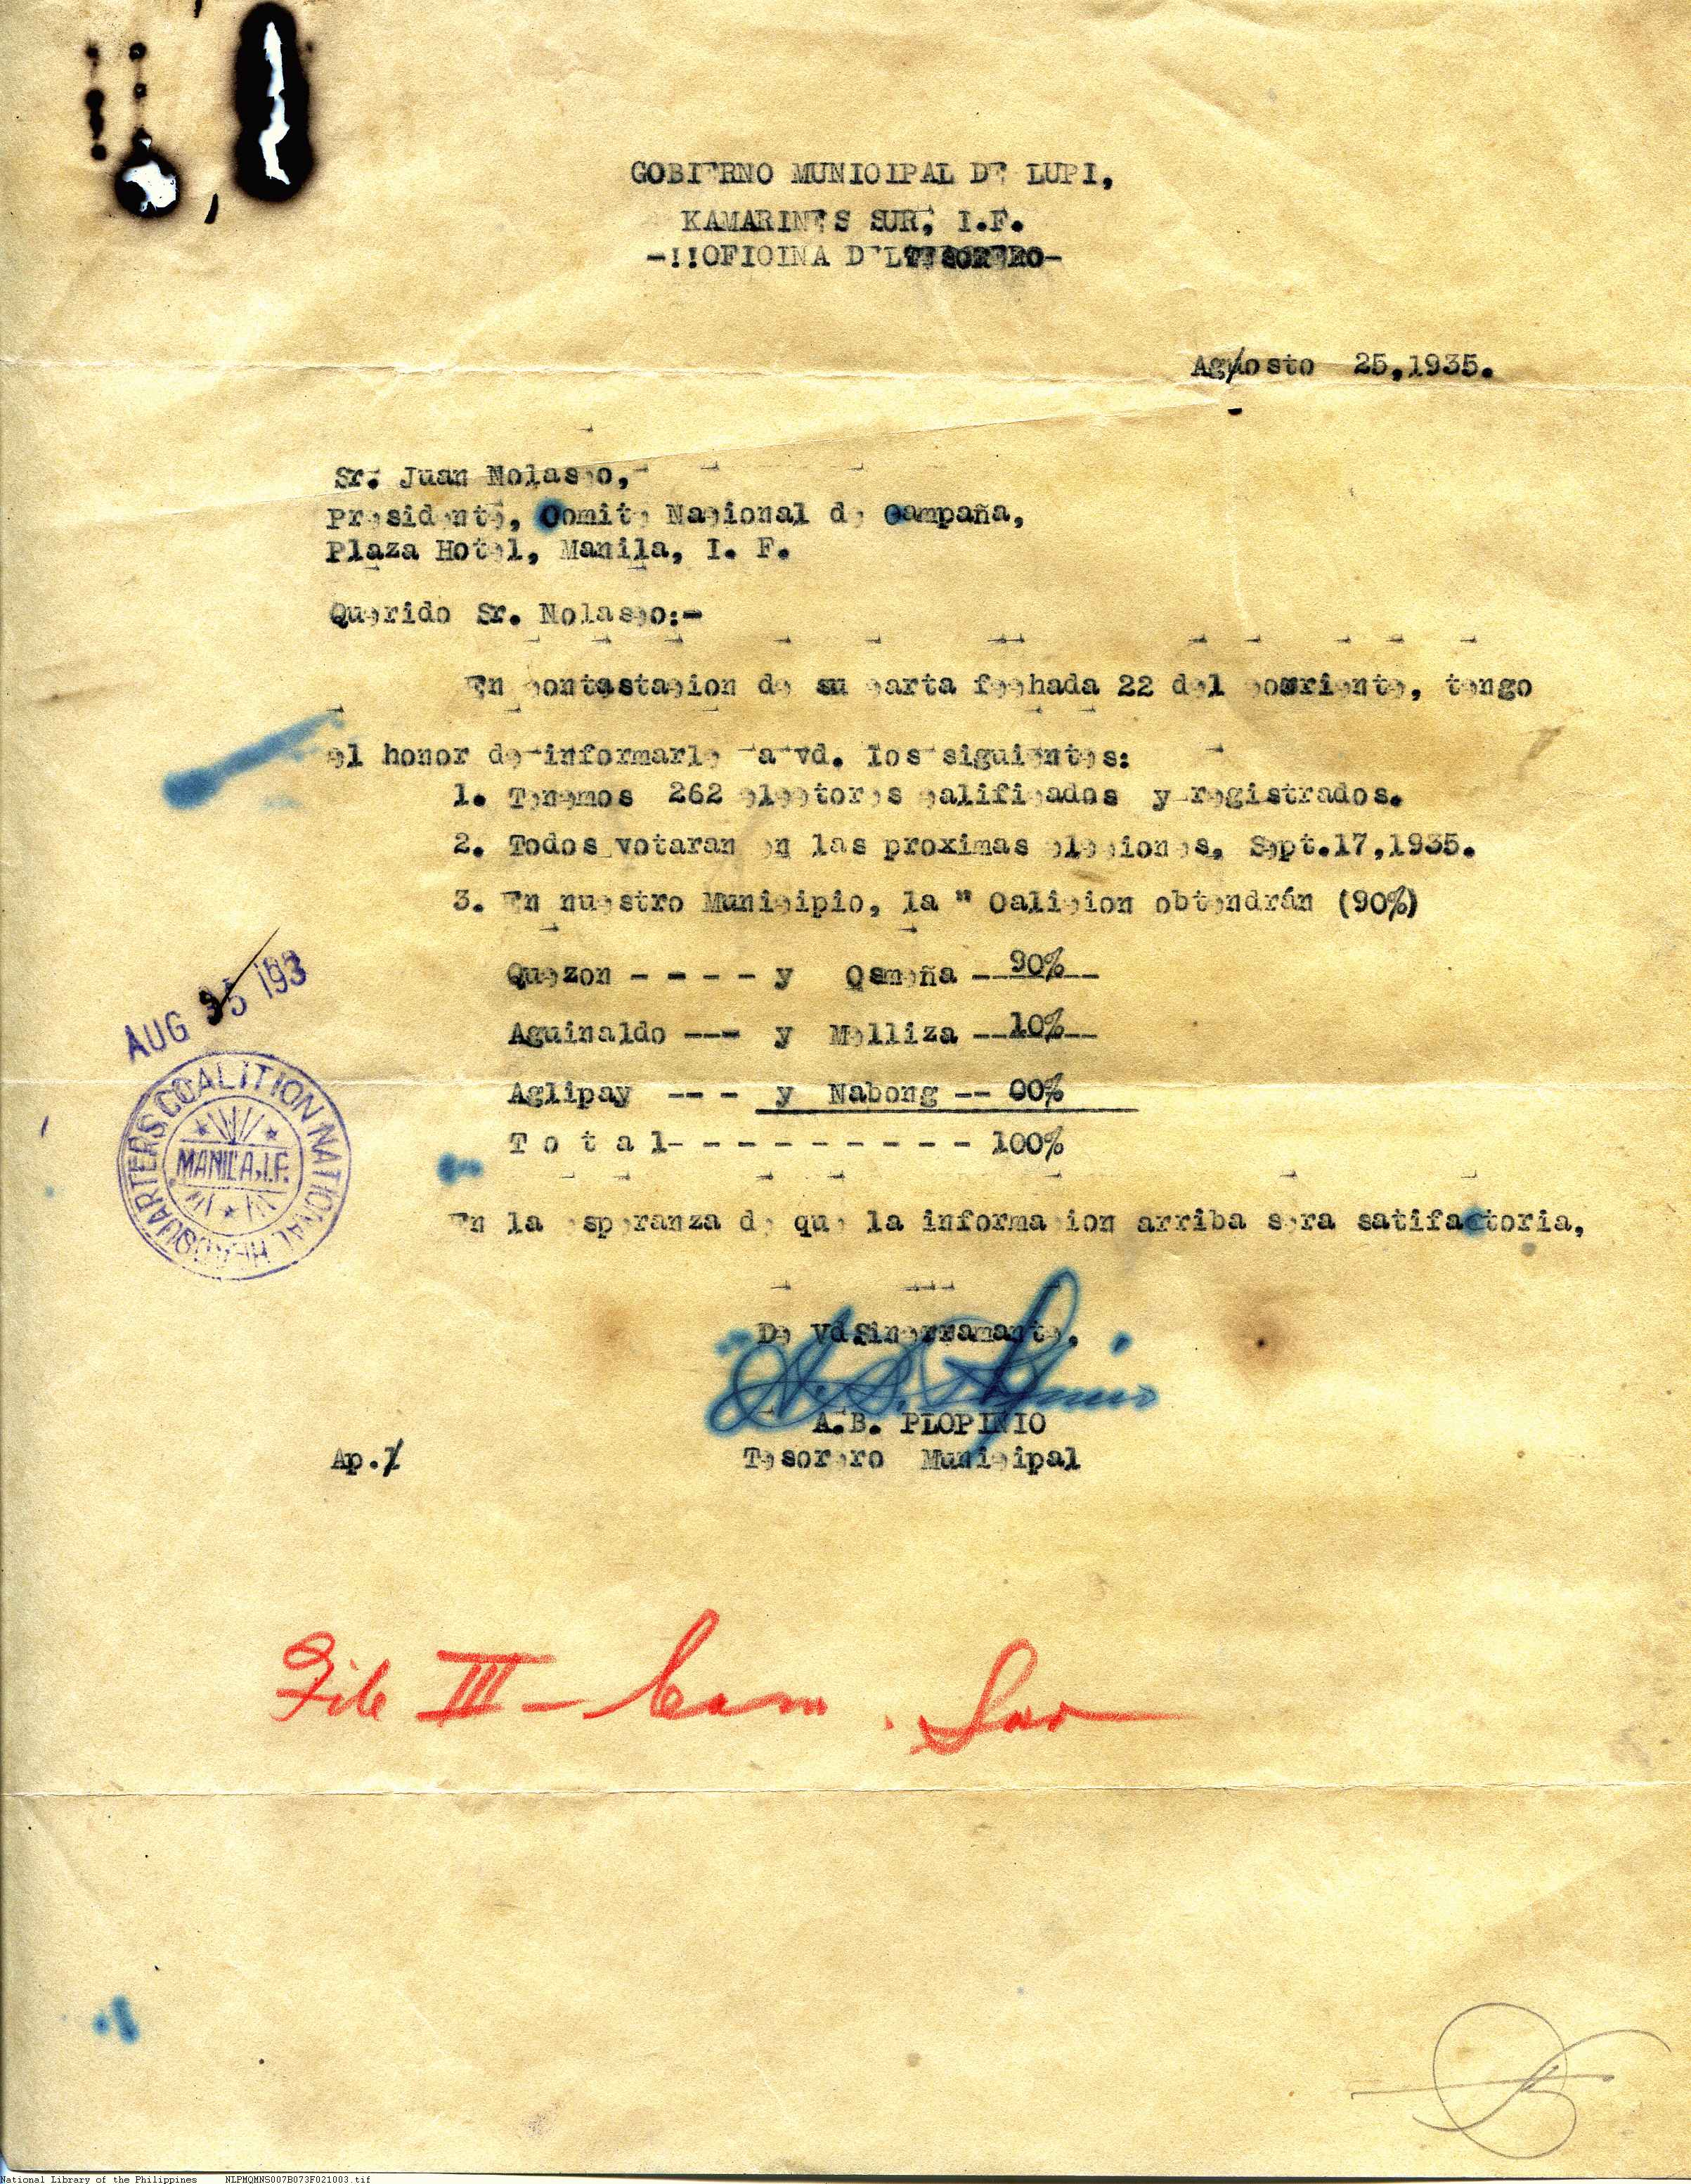 GOBIERNO MUNICIPAL DE LUPI,
KAMARINES SUR, I.F.
-!!OFICINA DEL TESORERO-
Agosto 25,1935.
Sr. Juan Nolasco,
Presidente, Comite Nacional de Campaña,
Plaza Hotel, Manila, I. F.
Querido Sr. Nolasco:-
En contestacion de su carta fechada 22 del corriente, tengo
el honor de informarle a vd. los siguientes:
1. Tenemos 262 electores calificados y registrados.
2. Todos votaran en las proximas eleciones, Sept.17,1935.
3. En nuestro Municipio, la " Oalicion obtendrán (90%)
Quezon - - - - y Osmeña -- 90% --
Aguinaldo --- y Melliza -- 10% --
Aglipay -- - y Nabong -- 00%
T o t a l- - - - - - - - - - 100%
AUG 25 193
COALITION NATIONAL HEADQUARTERS
MANILA, I.F.
En la esperanza de que la informacion arriba sera satifactoria,
De Vd Sincerramante,
A.B. PLOPINIO
Ap./
Tesorero Municipal
File III - Cam. Sur
National Library of the Philippines NLPMQMNS007B073F021003.tif